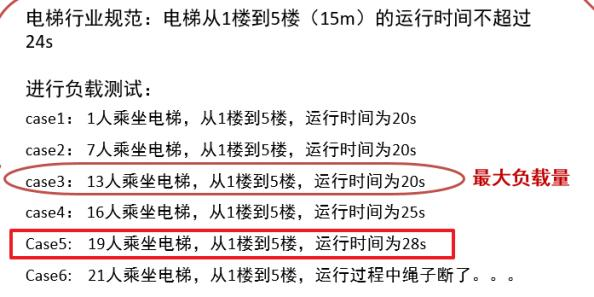 电梯行业规范：电梯从1楼到5楼（15m）的运行时间不超过
24s
进行负载测试：
case1：1人乘坐电梯，从1楼到5楼，运行时间为20s
case2：7人乘坐电梯，从1楼到5楼，运行时间为20s
case3：13人乘坐电梯，从1楼到5楼，运行时间为20s 最大负载量
case4：16人乘坐电梯，从1楼到5楼，运行时间为25s
Case5：19人乘坐电梯，从1楼到5楼，运行时间为28s
Case6：21人乘坐电梯，从1楼到5楼，运行过程中绳子断了。。。